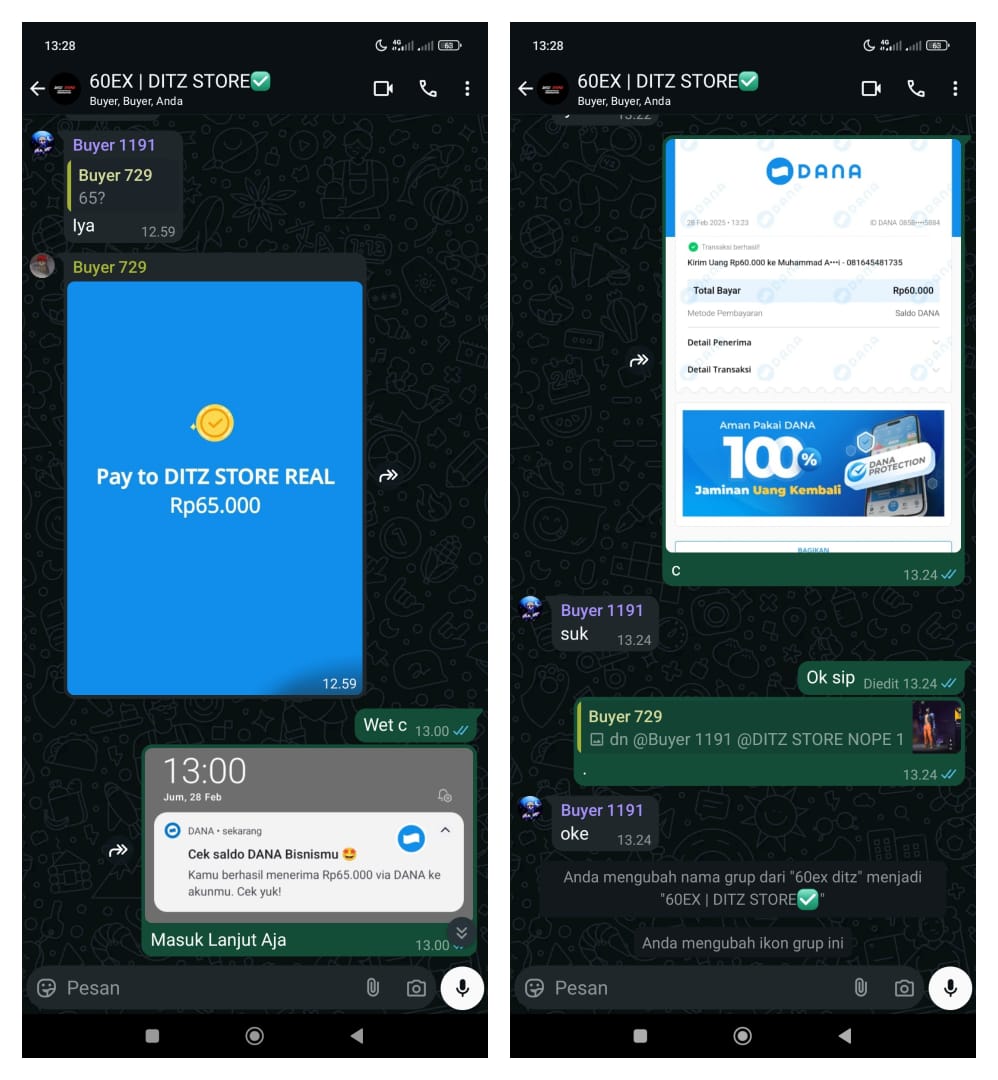 13:28
4G
63
60EX | DITZ STORE✅
Buyer, Buyer, Anda
Buyer 1191
Buyer 729
65?
Iya
12.59
Buyer 729
Pay to DITZ STORE REAL
Rp65.000
12.59
Wet c
13.00
13:00
Jum, 28 Feb
DANA • sekarang
Cek saldo DANA Bisnismu 🤩
Kamu berhasil menerima Rp65.000 via DANA ke
akunmu. Cek yuk!
Masuk Lanjut Aja
13.00
Pesan
13:28
4G
63
60EX | DITZ STORE✅
Buyer, Buyer, Anda
13.22
DANA
28 Feb 2025 • 13:23
ID DANA 0858••••5884
Transaksi berhasil!
Kirim Uang Rp60.000 ke Muhammad A•••i - 081645481735
Total Bayar
Rp60.000
Metode Pembayaran
Saldo DANA
Detail Penerima
Detail Transaksi
Aman Pakai DANA
100%
Jaminan Uang Kembali
DANA
PROTECTION
BAGIKAN
c
13.24
Buyer 1191
suk
13.24
Ok sip
Diedit 13.24
Buyer 729
dn @Buyer 1191 @DITZ STORE NOPE 1
.
13.24
Buyer 1191
oke
13.24
Anda mengubah nama grup dari "60ex ditz" menjadi
"60EX | DITZ STORE✅"
Anda mengubah ikon grup ini
Pesan